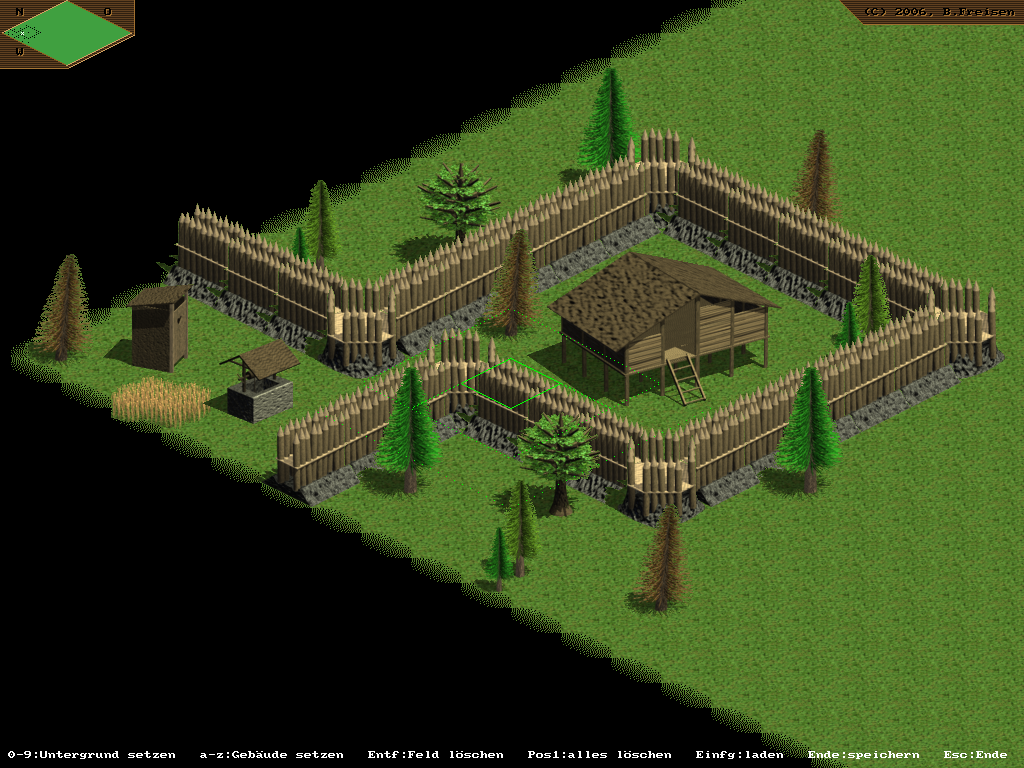 N O
W
(C) 2006, B.Freisen
0-9:Untergrund setzen a-z:Gebäude setzen Entf:Feld löschen Pos1:alles löschen Einfg:laden Ende:speichern Esc:Ende